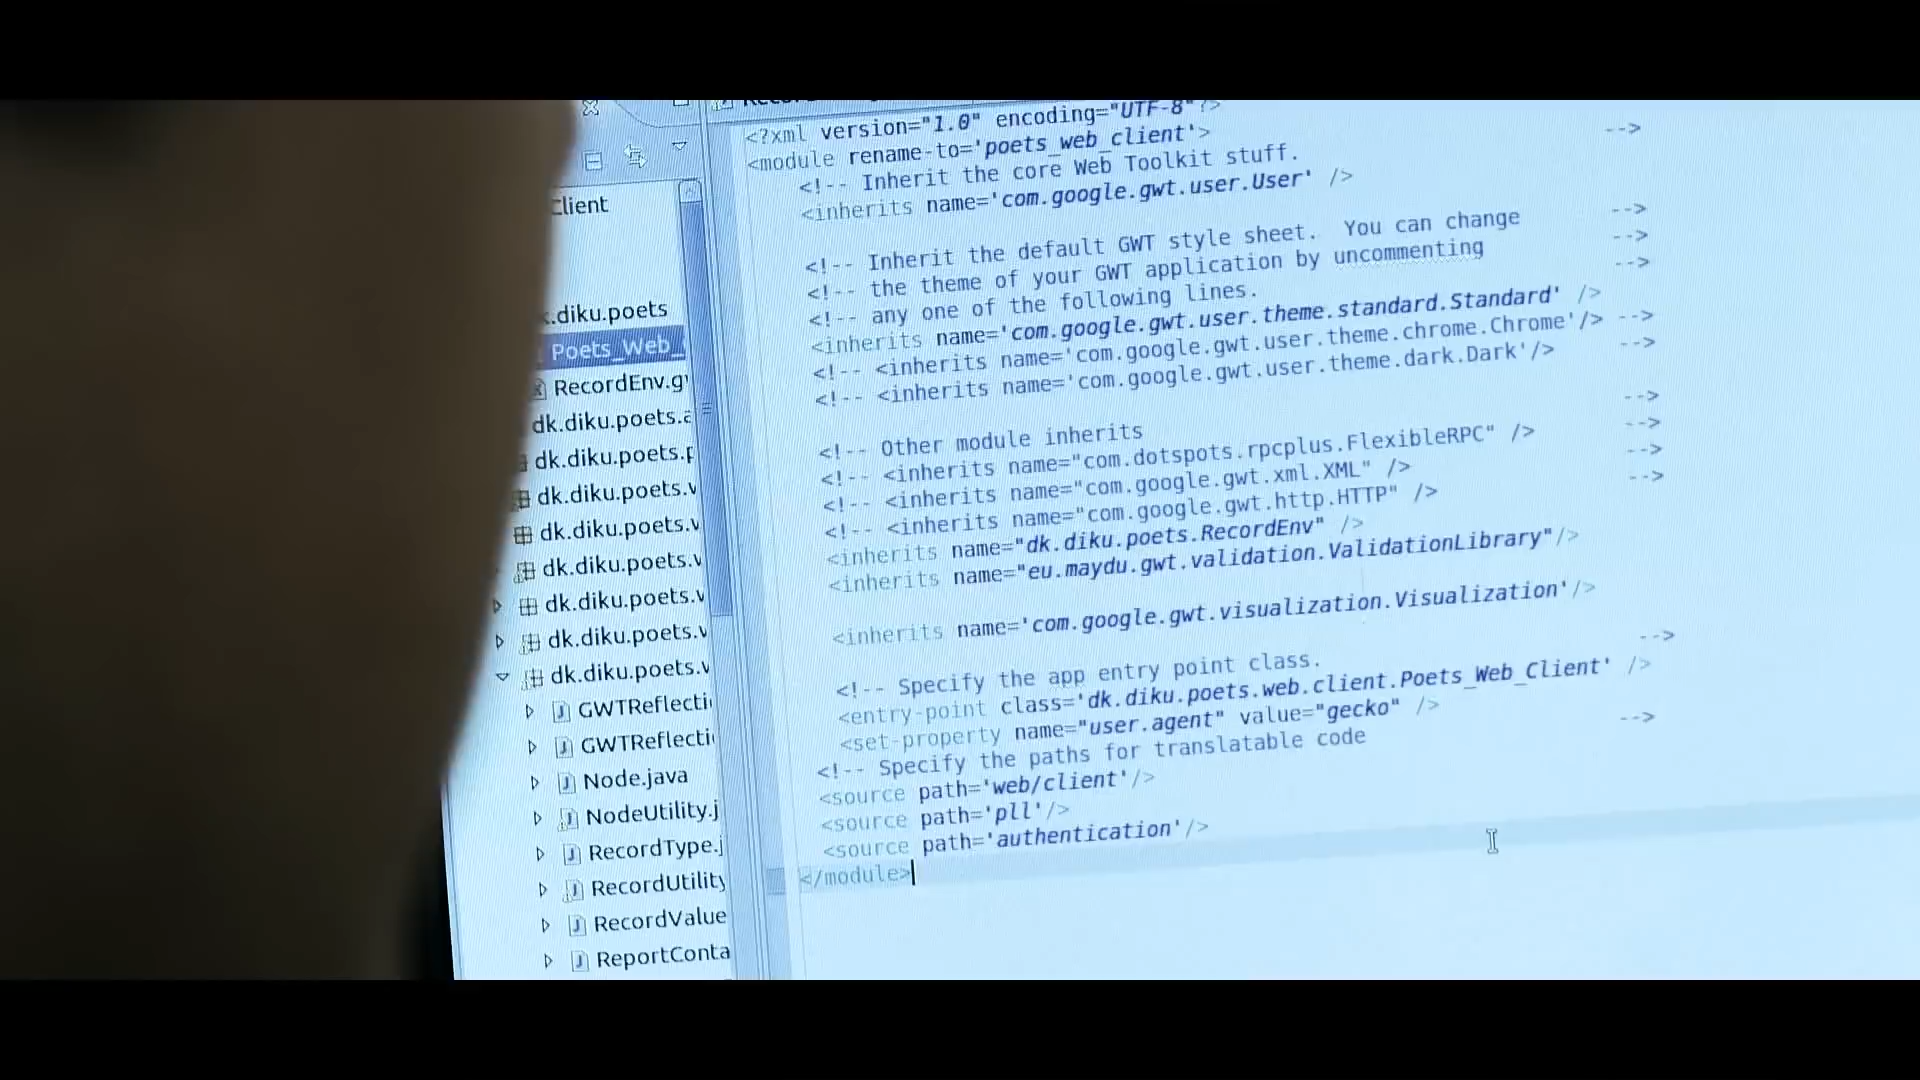 Client
.diku.poets
Poets_Web_
RecordEnv.g
dk.diku.poets.a
dk.diku.poets.p
dk.diku.poets.v
dk.diku.poets.v
dk.diku.poets.v
dk.diku.poets.v
dk.diku.poets.v
dk.diku.poets.v
GWTReflecti
GWTReflecti
Node.java
NodeUtility.j
RecordType.j
RecordUtility
RecordValue
ReportConta
<?xml version="1.0" encoding="UTF-8"?>
<module rename-to='poets_web_client'>
<!-- Inherit the core Web Toolkit stuff. -->
<inherits name='com.google.gwt.user.User' />
<!-- Inherit the default GWT style sheet.  You can change -->
<!-- the theme of your GWT application by uncommenting -->
<!-- any one of the following lines. -->
<inherits name='com.google.gwt.user.theme.standard.Standard' />
<!-- <inherits name='com.google.gwt.user.theme.chrome.Chrome'/> -->
<!-- <inherits name='com.google.gwt.user.theme.dark.Dark'/> -->
<!-- Other module inherits -->
<!-- <inherits name="com.dotspots.rpcplus.FlexibleRPC" /> -->
<!-- <inherits name="com.google.gwt.xml.XML" /> -->
<!-- <inherits name="com.google.gwt.http.HTTP" /> -->
<inherits name="dk.diku.poets.RecordEnv" />
<inherits name="eu.maydu.gwt.validation.ValidationLibrary"/>
<inherits name='com.google.gwt.visualization.Visualization'/>
<!-- Specify the app entry point class. -->
<entry-point class='dk.diku.poets.web.client.Poets_Web_Client' />
<set-property name="user.agent" value="gecko" />
<!-- Specify the paths for translatable code -->
<source path='web/client'/>
<source path='pll'/>
<source path='authentication'/>
</module>